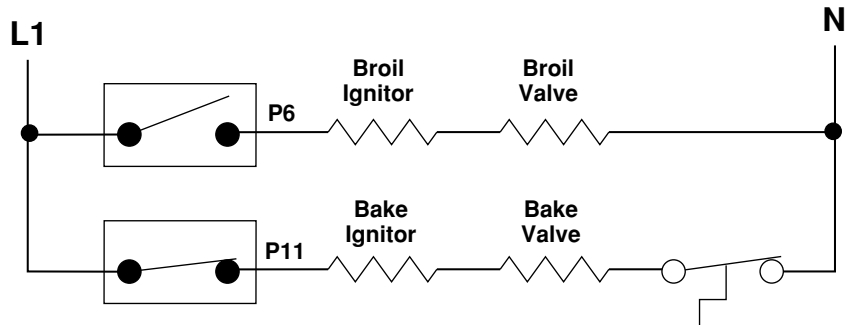 L1
N
Broil
Ignitor
Broil
Valve
P6
Bake
Ignitor
Bake
Valve
P11